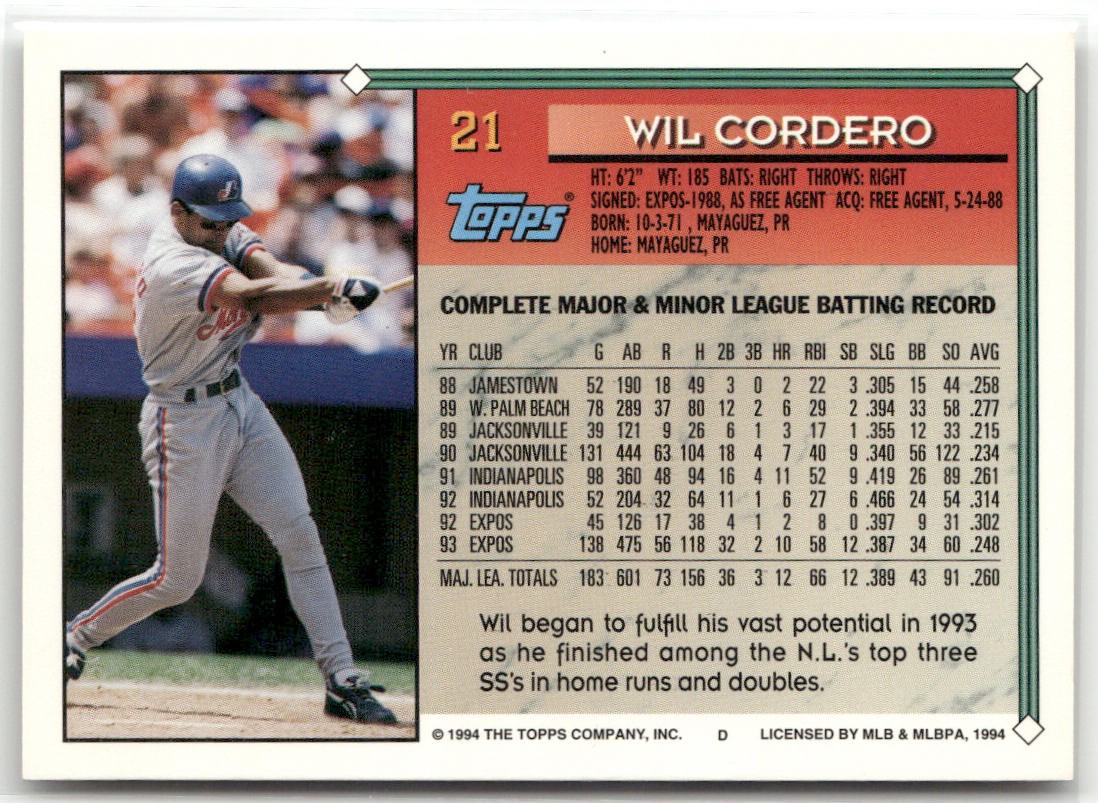 21
WIL CORDERO
Topps®
HT: 6'2" WT: 185 BATS: RIGHT THROWS: RIGHT
SIGNED: EXPOS-1988, AS FREE AGENT ACQ: FREE AGENT, 5-24-88
BORN: 10-3-71 , MAYAGUEZ, PR
HOME: MAYAGUEZ, PR
COMPLETE MAJOR & MINOR LEAGUE BATTING RECORD
YR CLUB G AB R H 2B 3B HR RBI SB SLG BB SO AVG
88 JAMESTOWN 52 190 18 49 3 0 2 22 3 .305 15 44 .258
89 W. PALM BEACH 78 289 37 80 12 2 6 29 2 .394 33 58 .277
89 JACKSONVILLE 39 121 9 26 6 1 3 17 1 .355 12 33 .215
90 JACKSONVILLE 131 444 63 104 18 4 7 40 9 .340 56 122 .234
91 INDIANAPOLIS 98 360 48 94 16 4 11 52 9 .419 26 89 .261
92 INDIANAPOLIS 52 204 32 64 11 1 6 27 6 .466 24 54 .314
92 EXPOS 45 126 17 38 4 1 2 8 0 .397 9 31 .302
93 EXPOS 138 475 56 118 32 2 10 58 12 .387 34 60 .248
MAJ. LEA. TOTALS 183 601 73 156 36 3 12 66 12 .389 43 91 .260
Wil began to fulfill his vast potential in 1993
as he finished among the N.L.'s top three
SS's in home runs and doubles.
© 1994 THE TOPPS COMPANY, INC. D LICENSED BY MLB & MLBPA, 1994